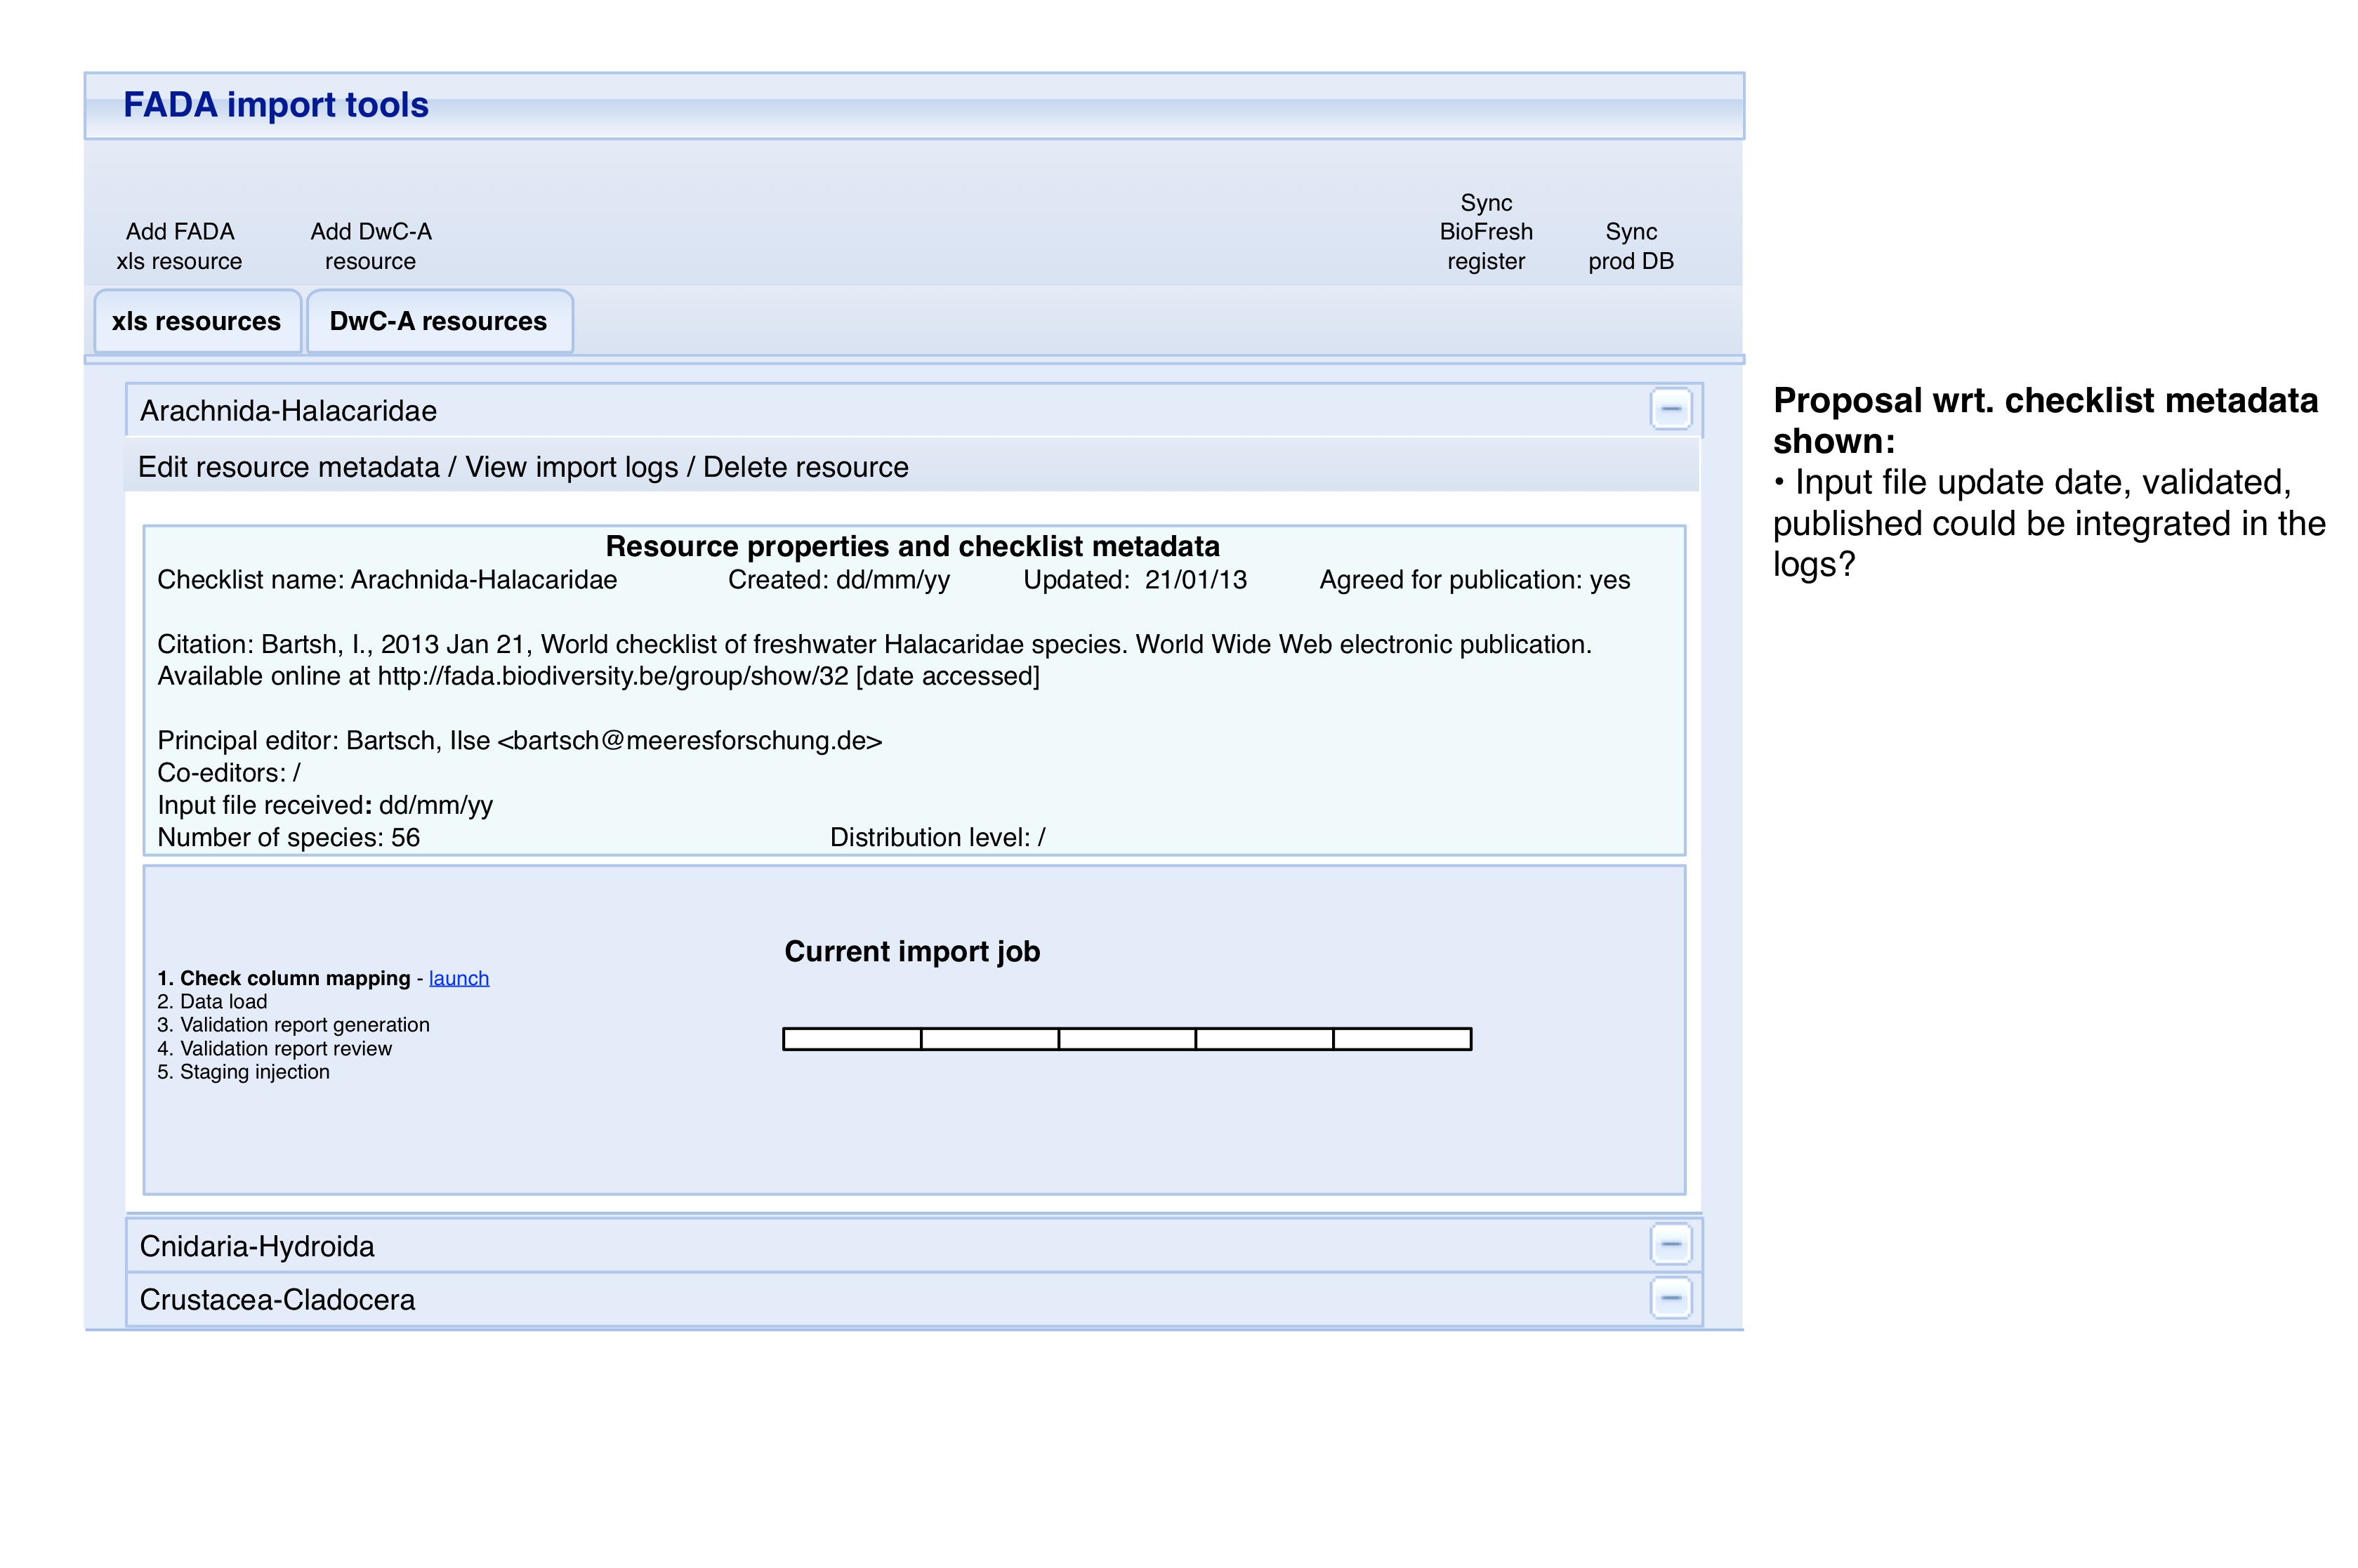 FADA import tools
Add FADA
xls resource
Add DwC-A
resource
Sync
BioFresh
register
Sync
prod DB
xls resources
DwC-A resources
Arachnida-Halacaridae
Edit resource metadata / View import logs / Delete resource
Resource properties and checklist metadata
Checklist name: Arachnida-Halacaridae Created: dd/mm/yy Updated: 21/01/13 Agreed for publication: yes
Citation: Bartsh, I., 2013 Jan 21, World checklist of freshwater Halacaridae species. World Wide Web electronic publication.
Available online at http://fada.biodiversity.be/group/show/32 [date accessed]
Principal editor: Bartsch, Ilse <bartsch@meeresforschung.de>
Co-editors: /
Input file received: dd/mm/yy
Number of species: 56 Distribution level: /
Current import job
1. Check column mapping - launch
2. Data load
3. Validation report generation
4. Validation report review
5. Staging injection
Cnidaria-Hydroida
Crustacea-Cladocera
Proposal wrt. checklist metadata
shown:
• Input file update date, validated,
published could be integrated in the
logs?